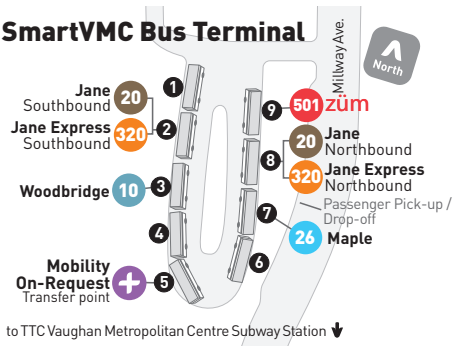 SmartVMC Bus Terminal
Millway Ave.
North
1
Jane
Southbound
20
Jane Express
Southbound
320
2
Woodbridge
10
3
4
Mobility
On-Request
Transfer point
5
9
501
züm
8
20
Jane
Northbound
320
Jane Express
Northbound
Passenger Pick-up /
Drop-off
7
26
Maple
6
to TTC Vaughan Metropolitan Centre Subway Station